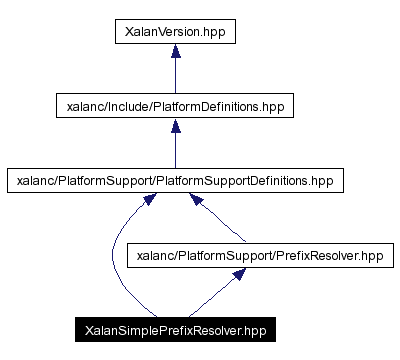 XalanVersion.hpp
xalanc/Include/PlatformDefinitions.hpp
xalanc/PlatformSupport/PlatformSupportDefinitions.hpp
xalanc/PlatformSupport/PrefixResolver.hpp
XalanSimplePrefixResolver.hpp